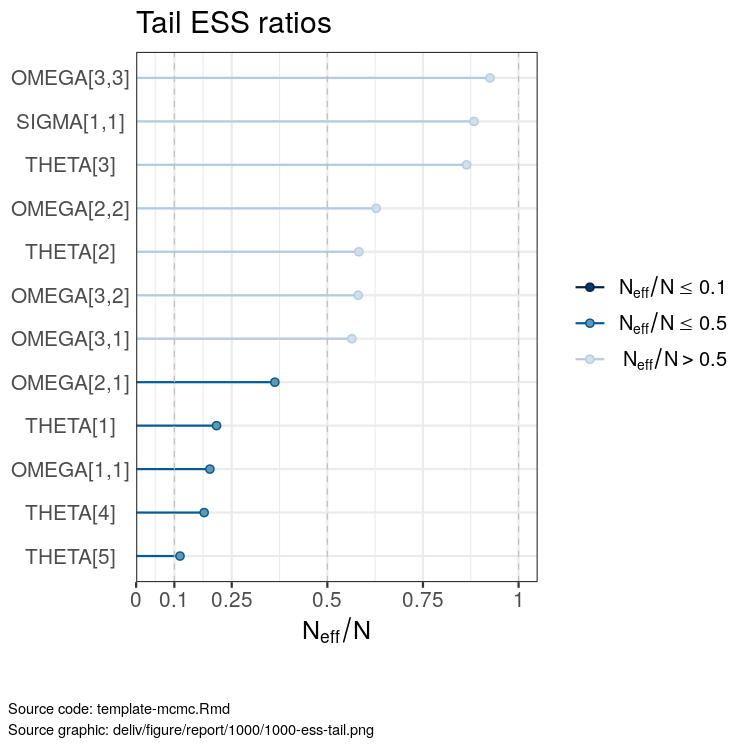 Tail ESS ratios
OMEGA[3,3]
SIGMA[1,1]
THETA[3]
OMEGA[2,2]
THETA[2]
OMEGA[3,2]
OMEGA[3,1]
OMEGA[2,1]
THETA[1]
OMEGA[1,1]
THETA[4]
THETA[5]
0 0.1 0.25 0.5 0.75 1
Neff/N
Neff/N ≤ 0.1
Neff/N ≤ 0.5
Neff/N > 0.5
Source code: template-mcmc.Rmd
Source graphic: deliv/figure/report/1000/1000-ess-tail.png